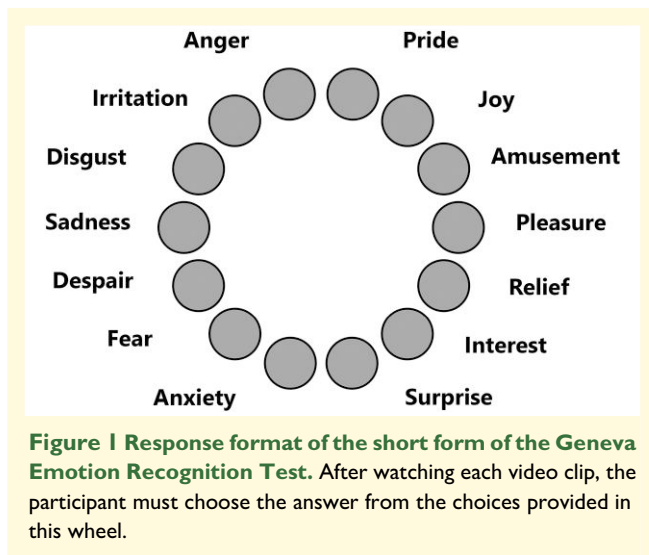 Anger Pride
Irritation Joy
Disgust Amusement
Sadness Pleasure
Despair Relief
Fear Interest
Anxiety Surprise
Figure 1 Response format of the short form of the Geneva
Emotion Recognition Test. After watching each video clip, the
participant must choose the answer from the choices provided in
this wheel.